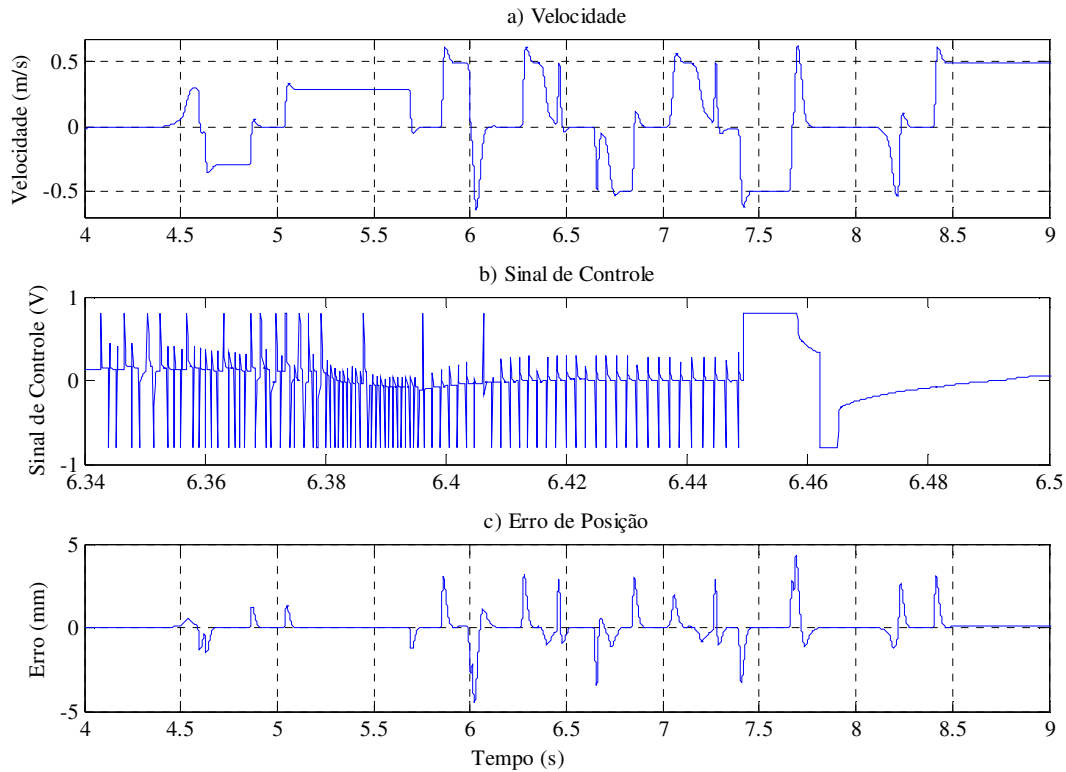 a) Velocidade
Velocidade (m/s)
0.5
0
-0.5
4 4.5 5 5.5 6 6.5 7 7.5 8 8.5 9
b) Sinal de Controle
Sinal de Controle (V)
1
0
-1
6.34 6.36 6.38 6.4 6.42 6.44 6.46 6.48 6.5
c) Erro de Posição
Erro (mm)
5
0
-5
4 4.5 5 5.5 6 6.5 7 7.5 8 8.5 9
Tempo (s)